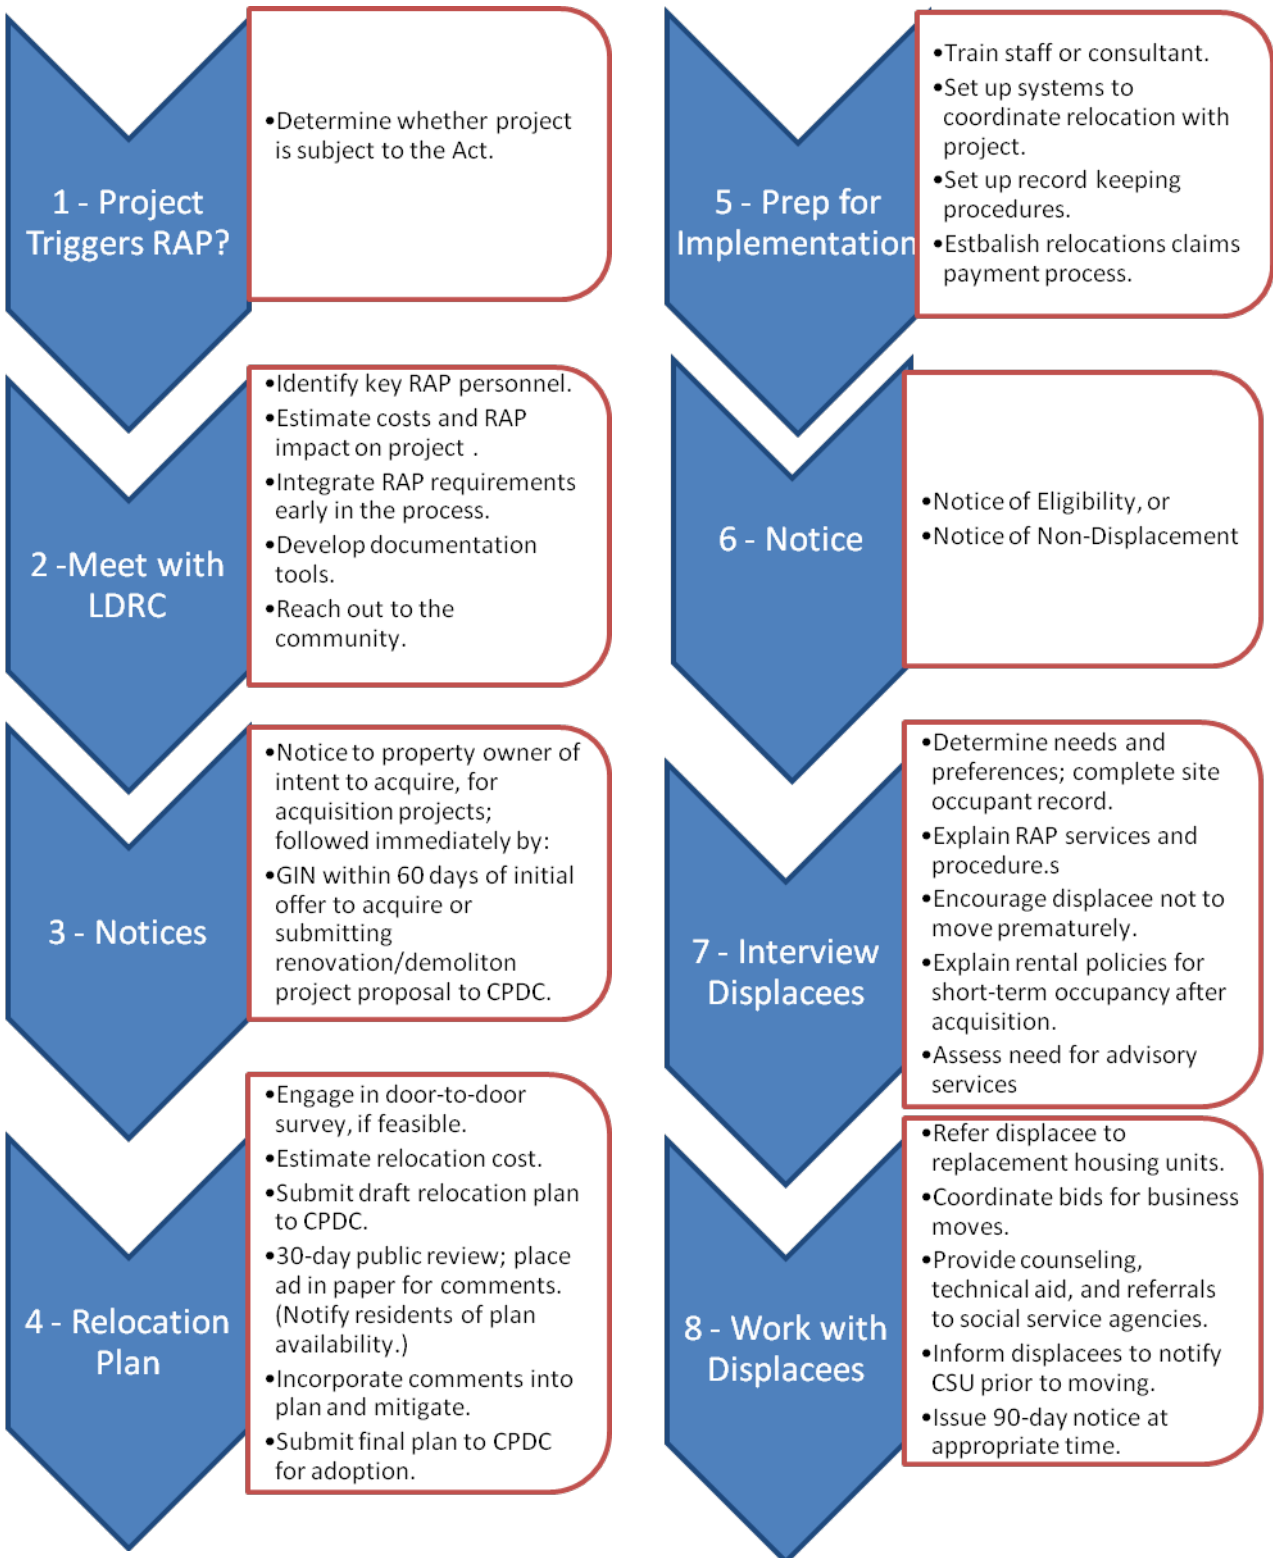 1 - Project
Triggers RAP?
•Determine whether project
is subject to the Act.
2 -Meet with
LDRC
•Identify key RAP personnel.
•Estimate costs and RAP
impact on project .
•Integrate RAP requirements
early in the process.
•Develop documentation
tools.
•Reach out to the
community.
3 - Notices
•Notice to property owner of
intent to acquire, for
acquisition projects;
followed immediately by:
•GIN within 60 days of initial
offer to acquire or
submitting
renovation/demoliton
project proposal to CPDC.
4 - Relocation
Plan
•Engage in door-to-door
survey, if feasible.
•Estimate relocation cost.
•Submit draft relocation plan
to CPDC.
•30-day public review; place
ad in paper for comments.
(Notify residents of plan
availability.)
•Incorporate comments into
plan and mitigate.
•Submit final plan to CPDC
for adoption.
5 - Prep for
Implementation
•Train staff or consultant.
•Set up systems to
coordinate relocation with
project.
•Set up record keeping
procedures.
•Estbalish relocations claims
payment process.
6 - Notice
•Notice of Eligibility, or
•Notice of Non-Displacement
7 - Interview
Displacees
•Determine needs and
preferences; complete site
occupant record.
•Explain RAP services and
procedure.s
•Encourage displacee not to
move prematurely.
•Explain rental policies for
short-term occupancy after
acquisition.
•Assess need for advisory
services
8 - Work with
Displacees
•Refer displacee to
replacement housing units.
•Coordinate bids for business
moves.
•Provide counseling,
technical aid, and referrals
to social service agencies.
•Inform displacees to notify
CSU prior to moving.
•Issue 90-day notice at
appropriate time.